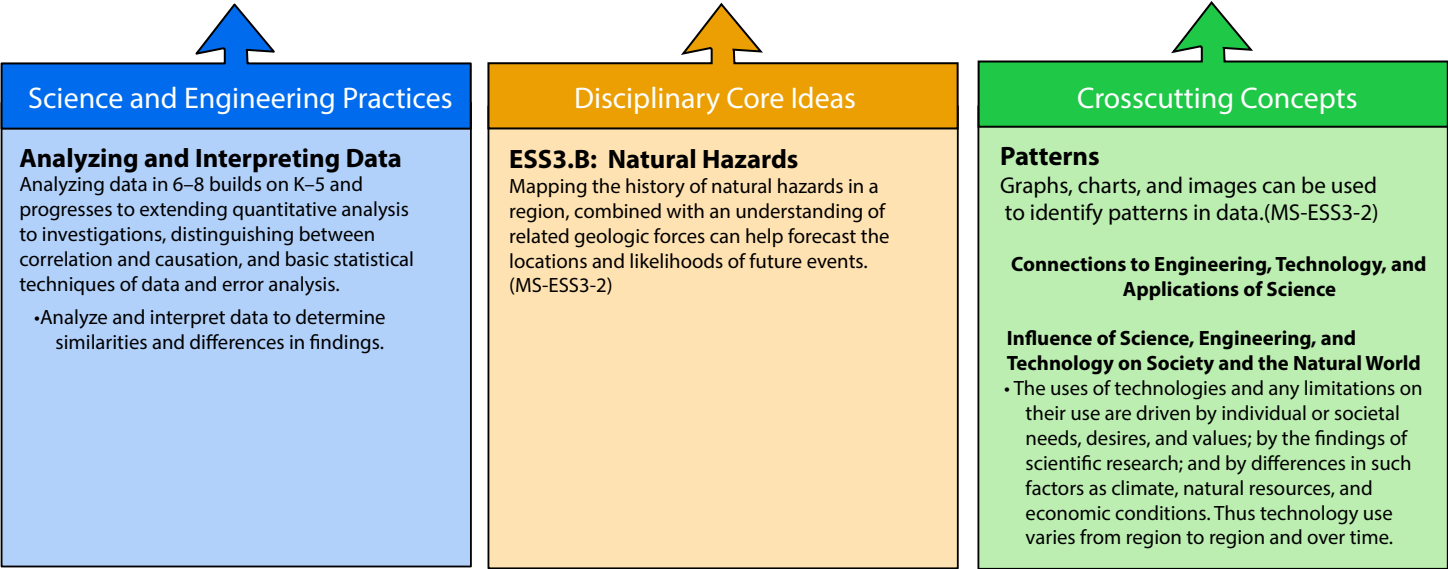 Science and Engineering Practices
Analyzing and Interpreting Data
Analyzing data in 6–8 builds on K–5 and
progresses to extending quantitative analysis
to investigations, distinguishing between
correlation and causation, and basic statistical
techniques of data and error analysis.
•Analyze and interpret data to determine
similarities and differences in findings.
Disciplinary Core Ideas
ESS3.B: Natural Hazards
Mapping the history of natural hazards in a
region, combined with an understanding of
related geologic forces can help forecast the
locations and likelihoods of future events.
(MS-ESS3-2)
Crosscutting Concepts
Patterns
Graphs, charts, and images can be used
to identify patterns in data.(MS-ESS3-2)
Connections to Engineering, Technology, and
Applications of Science
Influence of Science, Engineering, and
Technology on Society and the Natural World
• The uses of technologies and any limitations on
their use are driven by individual or societal
needs, desires, and values; by the findings of
scientific research; and by differences in such
factors as climate, natural resources, and
economic conditions. Thus technology use
varies from region to region and over time.